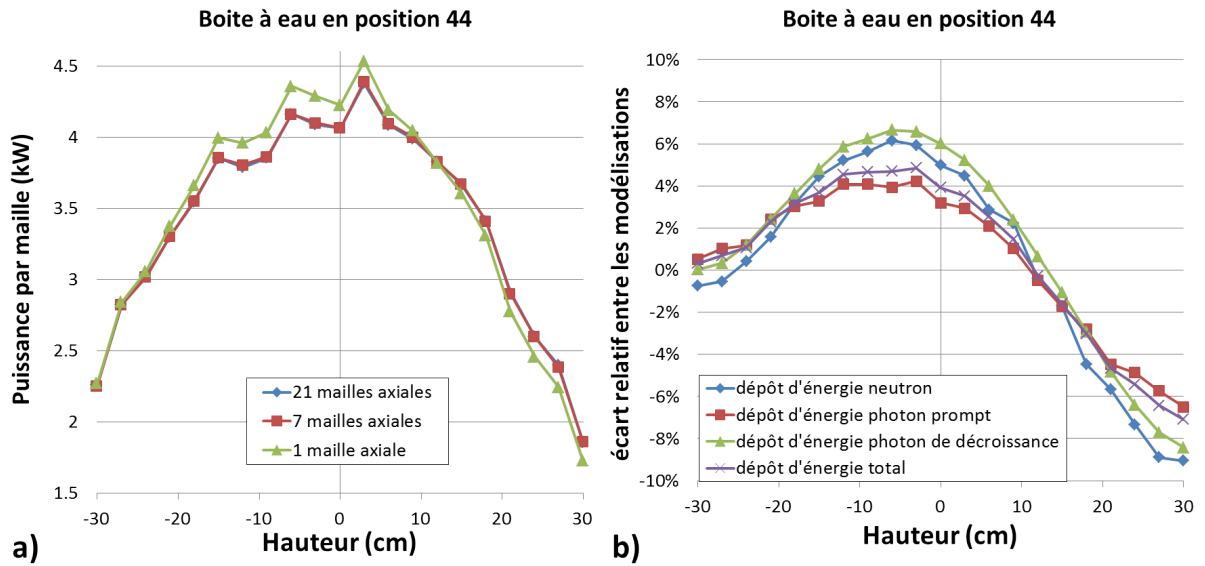 Boite à eau en position 44
Puissance par maille (kW)
4.5
4
3.5
3
2.5
2
1.5
21 mailles axiales
7 mailles axiales
1 maille axiale
-30
-20
-10
0
10
20
30
Hauteur (cm)
a)
Boite à eau en position 44
écart relatif entre les modélisations
10%
8%
6%
4%
2%
0%
-2%
-4%
-6%
-8%
-10%
dépôt d'énergie neutron
dépôt d'énergie photon prompt
dépôt d'énergie photon de décroissance
dépôt d'énergie total
-30
-20
-10
0
10
20
30
Hauteur (cm)
b)